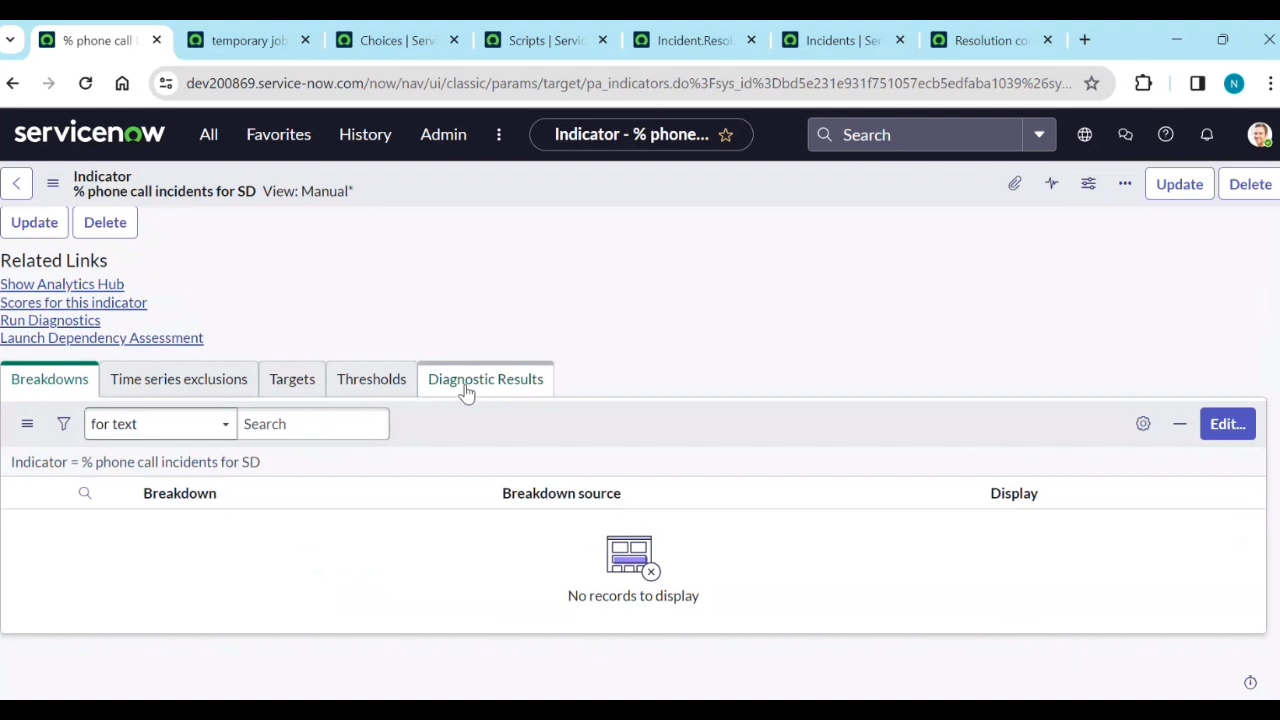 % phone call i
temporary job
Choices | Serv
Scripts | Servic
Incident.Resol
Incidents | Ser
Resolution co
dev200869.service-now.com/now/nav/ui/classic/params/target/pa_indicators.do%3Fsys_id%3Dbd5e231e931f751057ecb5edfaba1039%26sy...
N
servicenow
All
Favorites
History
Admin
Indicator - % phone...
Search
Indicator
% phone call incidents for SD View: Manual*
Update
Delete
Update
Delete
Related Links
Show Analytics Hub
Scores for this indicator
Run Diagnostics
Launch Dependency Assessment
Breakdowns
Time series exclusions
Targets
Thresholds
Diagnostic Results
for text
Search
Edit...
Indicator = % phone call incidents for SD
Breakdown
Breakdown source
Display
No records to display